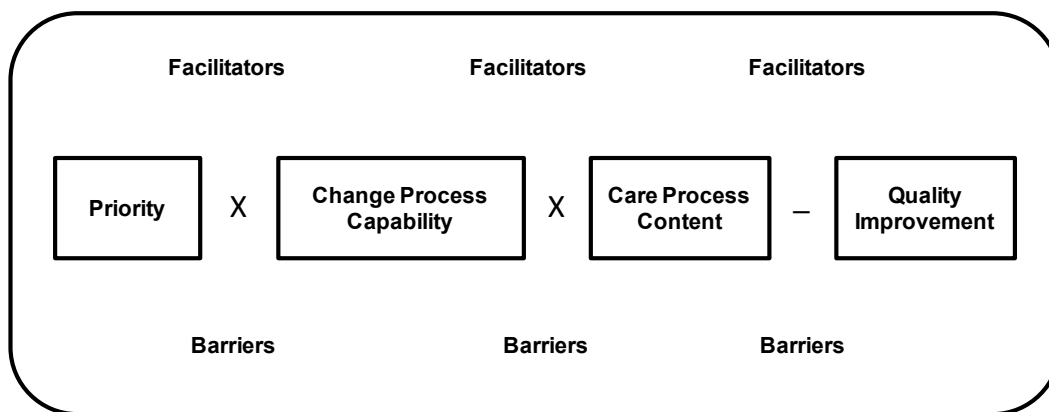 Facilitators Facilitators Facilitators
Priority X Change Process Capability X Care Process Content – Quality Improvement
Barriers Barriers Barriers